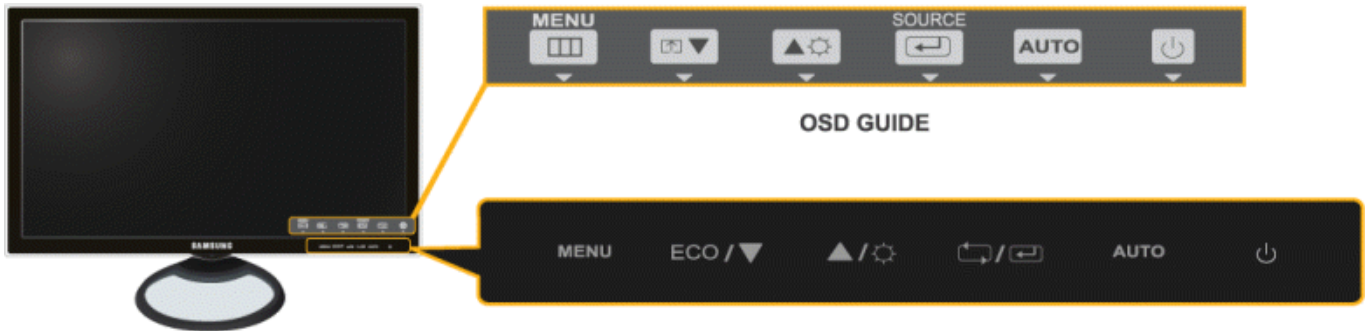 MENU
SOURCE
AUTO
OSD GUIDE
SAMSUNG
MENU ECO/▼ ▲/ / AUTO